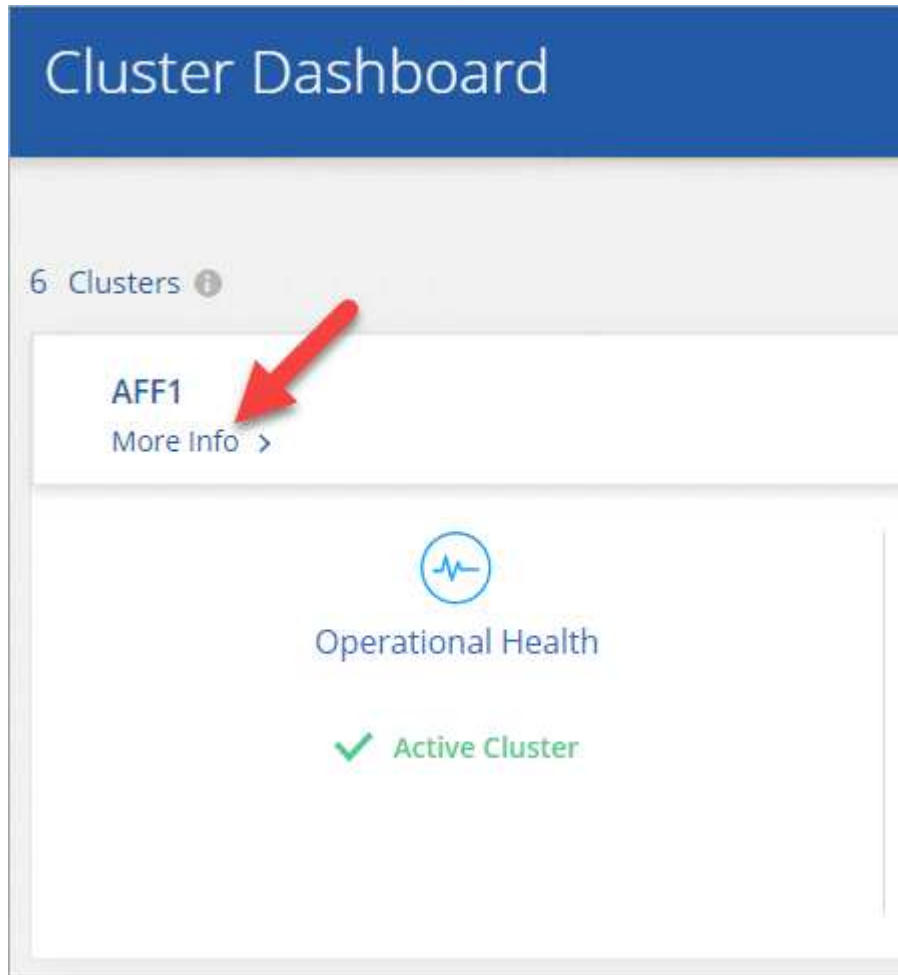 Cluster Dashboard
6 Clusters
AFF1
More Info >
Operational Health
Active Cluster